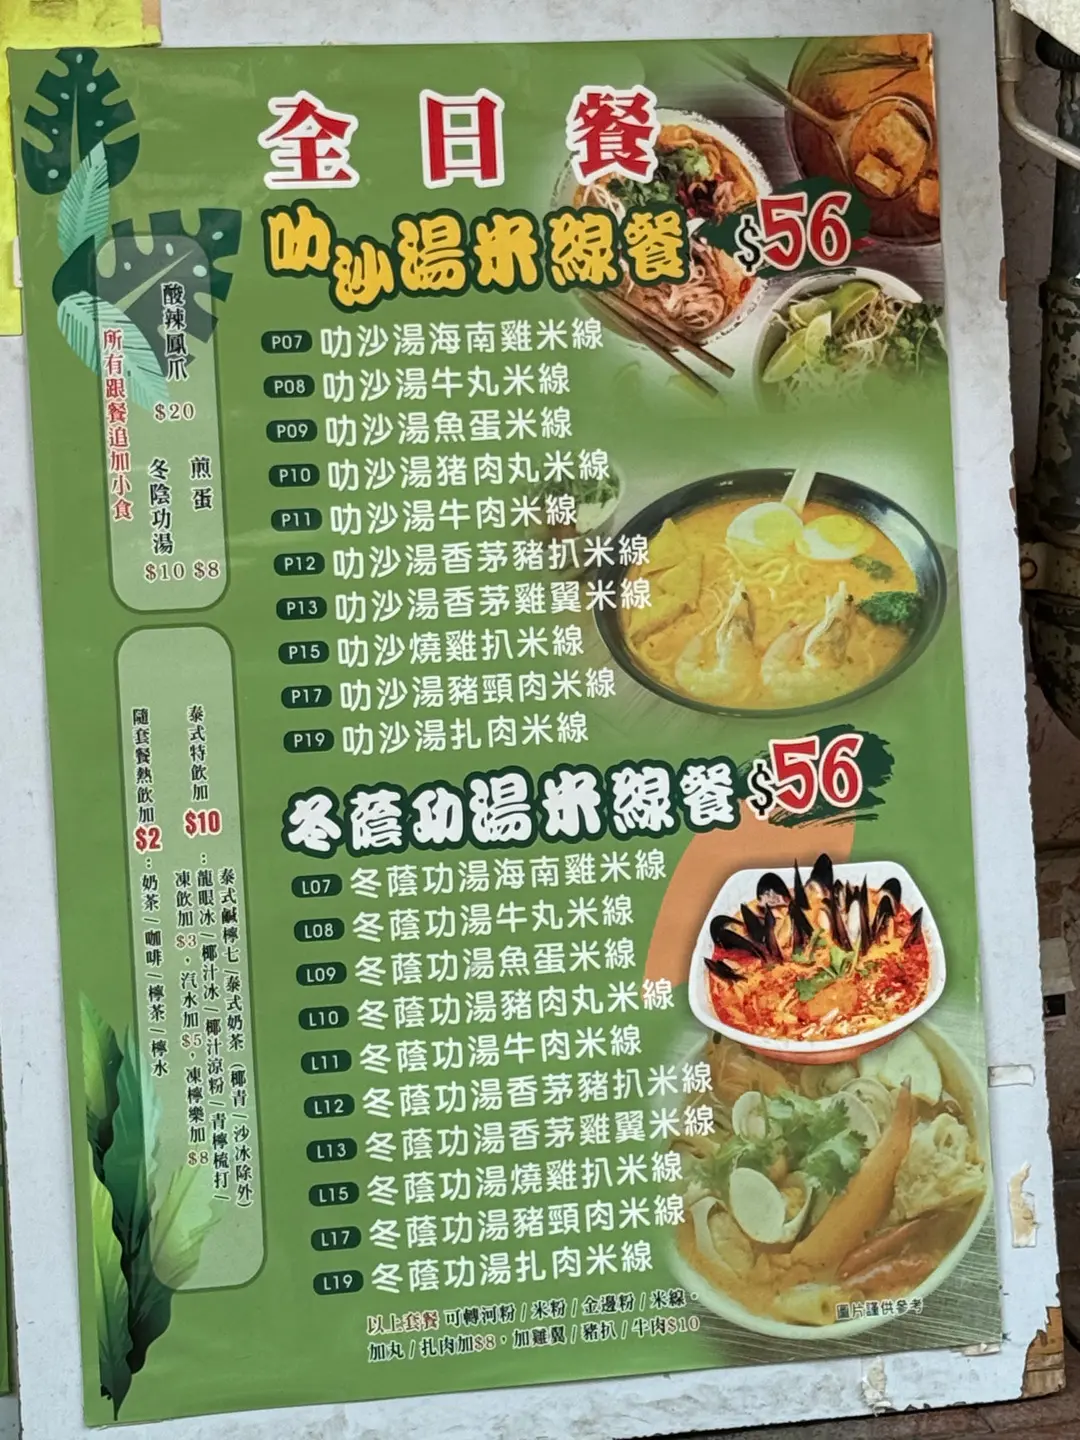 全日餐
叻沙湯米線餐 $56
P07 叻沙湯海南雞米線
P08 叻沙湯牛丸米線
P09 叻沙湯魚蛋米線
P10 叻沙湯豬肉丸米線
P11 叻沙湯牛肉米線
P12 叻沙湯香茅豬扒米線
P13 叻沙湯香茅雞翼米線
P15 叻沙燒雞扒米線
P17 叻沙湯豬頸肉米線
P19 叻沙湯扎肉米線
冬蔭功湯米線餐 $56
L07 冬蔭功湯海南雞米線
L08 冬蔭功湯牛丸米線
L09 冬蔭功湯魚蛋米線
L10 冬蔭功湯豬肉丸米線
L11 冬蔭功湯牛肉米線
L12 冬蔭功湯香茅豬扒米線
L13 冬蔭功湯香茅雞翼米線
L15 冬蔭功湯燒雞扒米線
L17 冬蔭功湯豬頸肉米線
L19 冬蔭功湯扎肉米線
以上套餐 可轉河粉/米粉/金邊粉/米線。
加丸/扎肉加$8，加雞翼/豬扒/牛肉$10
圖片謹供參考
所有跟餐追加小食
酸辣鳳爪 $20
煎蛋 $8
冬陰功湯 $10
泰式特飲加 $10：
泰式鹹檸七/泰式奶茶（椰青/沙冰除外）
龍眼冰/椰汁冰/椰汁涼粉/青檸梳打/
凍飲加$3，汽水加$5，凍檸樂加$8
隨套餐熱飲加 $2：奶茶/咖啡/檸茶/檸水